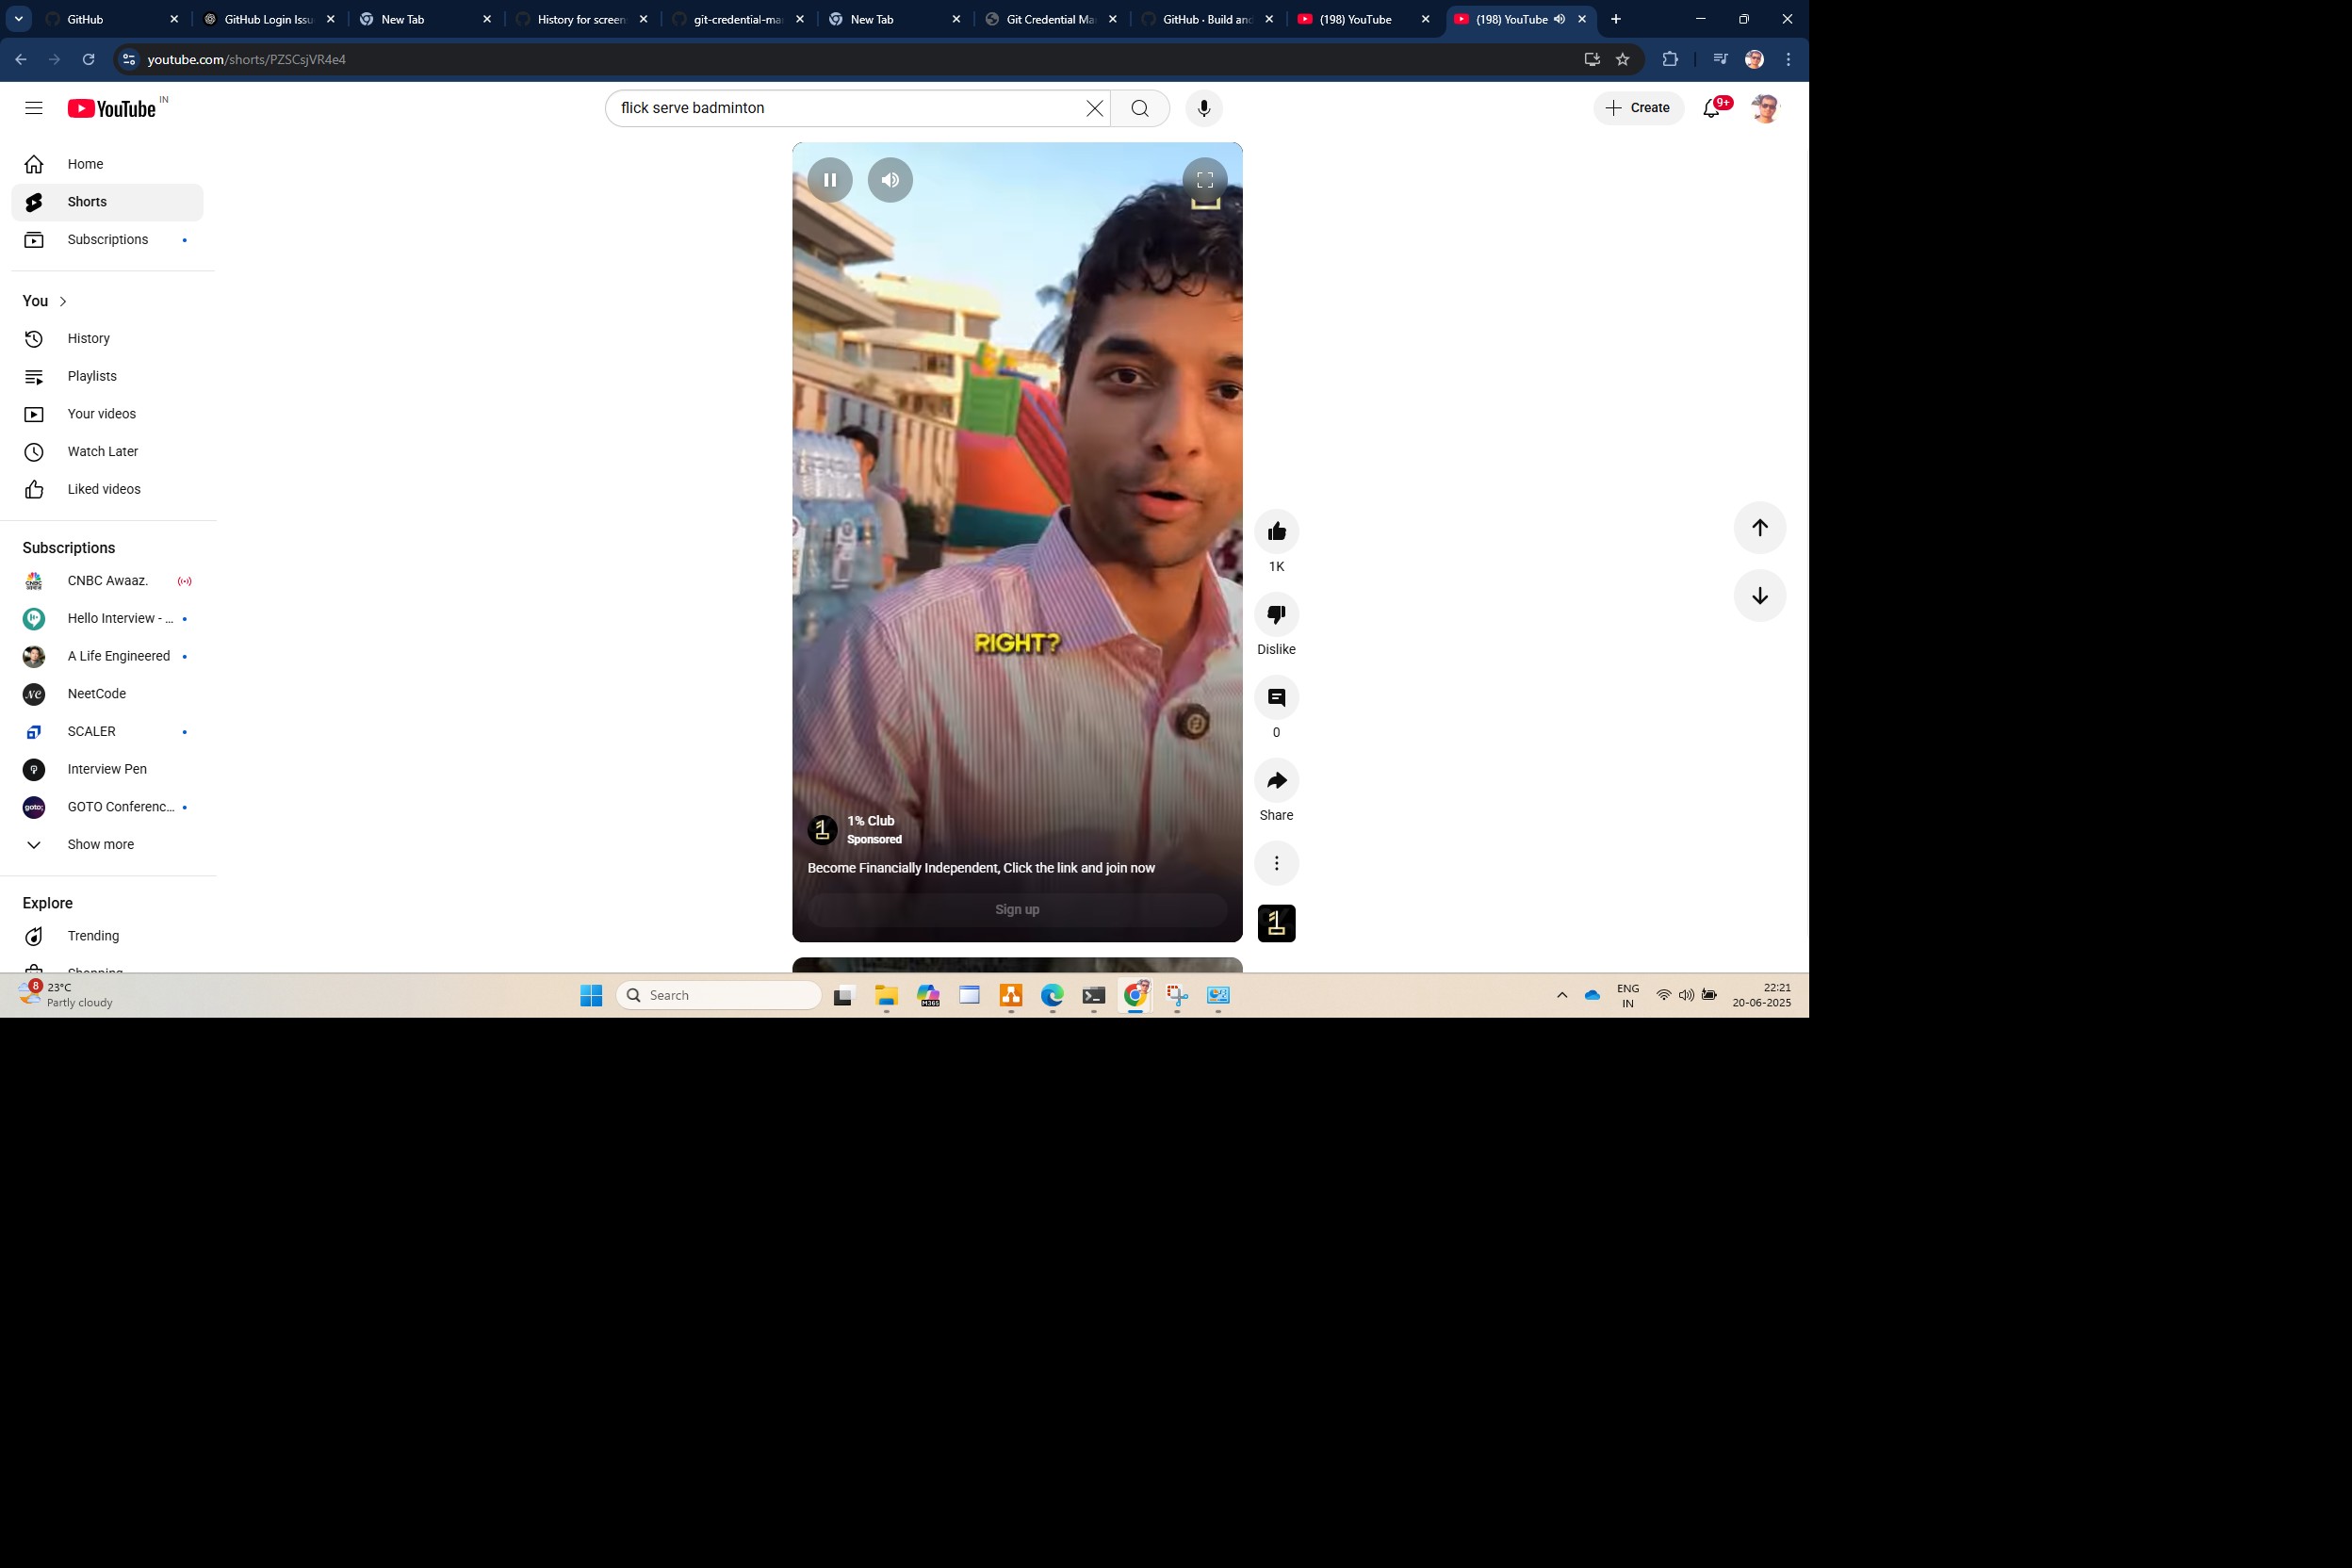 GitHub
GitHub Login Issu
New Tab
History for screen
git-credential-ma
New Tab
Git Credential Ma
GitHub · Build and
(198) YouTube
(198) YouTube
youtube.com/shorts/PZSCsjVR4e4
YouTube IN
flick serve badminton
Create
9+
Home
Shorts
Subscriptions
You
History
Playlists
Your videos
Watch Later
Liked videos
Subscriptions
CNBC Awaaz.
Hello Interview - ...
A Life Engineered
NeetCode
SCALER
Interview Pen
GOTO Conferenc...
Show more
Explore
Trending
Shopping
RIGHT?
1% Club
Sponsored
Become Financially Independent, Click the link and join now
Sign up
1K
Dislike
0
Share
8
23°C
Partly cloudy
Search
M365
ENG
IN
22:21
20-06-2025